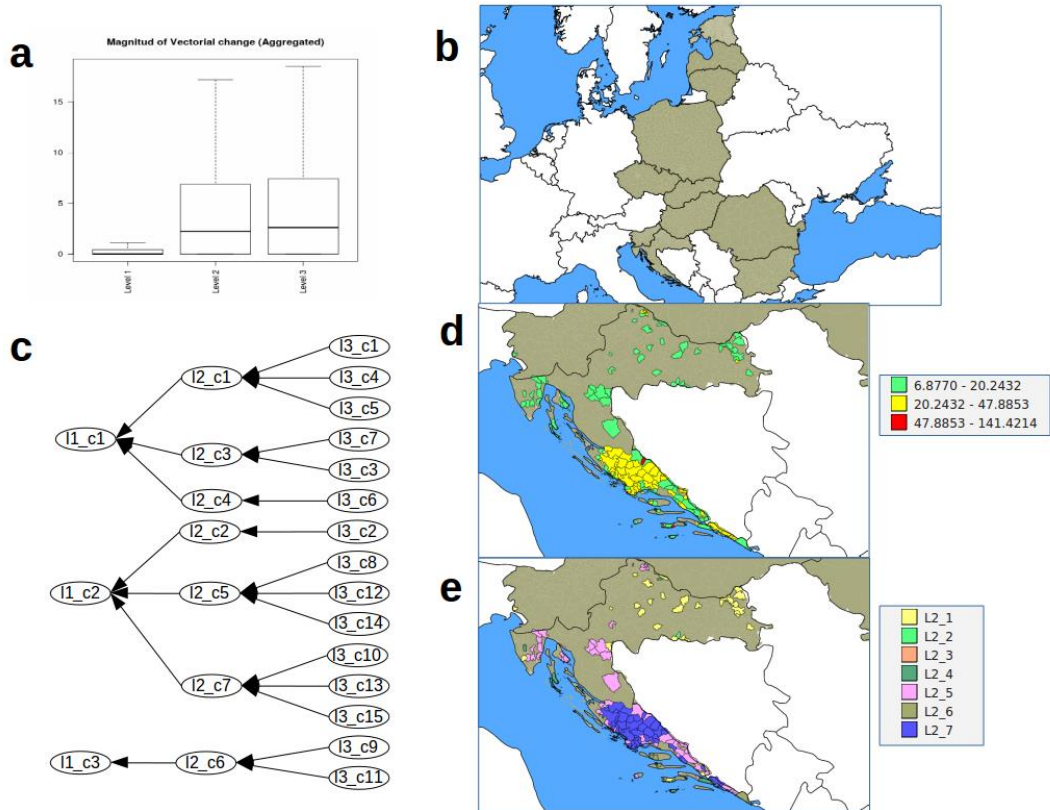 a
Magnitud of Vectorial change (Aggregated)
15
10
5
0
Level 1
Level 2
Level 3
b
c
l3_c1
l2_c1
l3_c4
l3_c5
l1_c1
l3_c7
l2_c3
l3_c3
l2_c4
l3_c6
l2_c2
l3_c2
l3_c8
l1_c2
l2_c5
l3_c12
l3_c14
l3_c10
l2_c7
l3_c13
l3_c15
l3_c9
l1_c3
l2_c6
l3_c11
d
6.8770 - 20.2432
20.2432 - 47.8853
47.8853 - 141.4214
e
L2_1
L2_2
L2_3
L2_4
L2_5
L2_6
L2_7